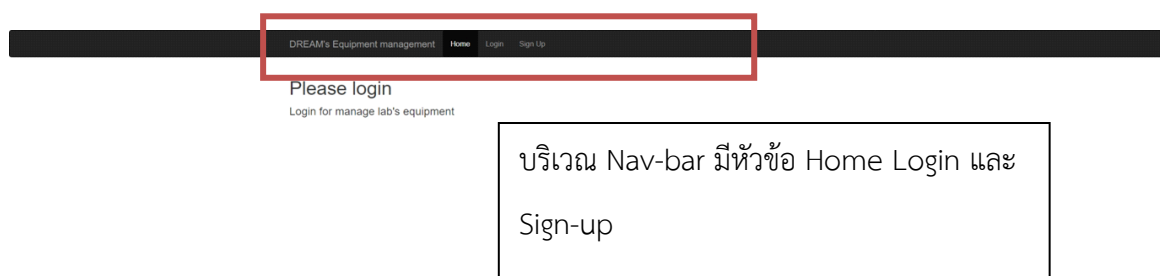 DREAM's Equipment management Home Login Sign Up
Please login
Login for manage lab's equipment
บริเวณ Nav-bar มีหัวข้อ Home Login และ
Sign-up